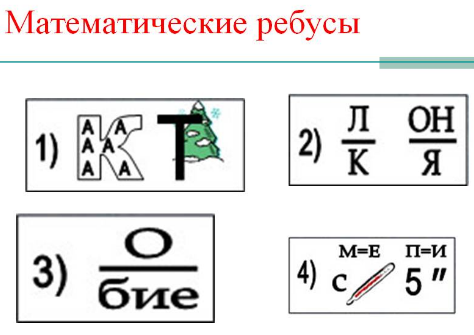 Математические ребусы
1) К Т
А А
А А
А А
2) Л ОН
К Я
3) О
бие
4) М=Е П=И
С 5 "